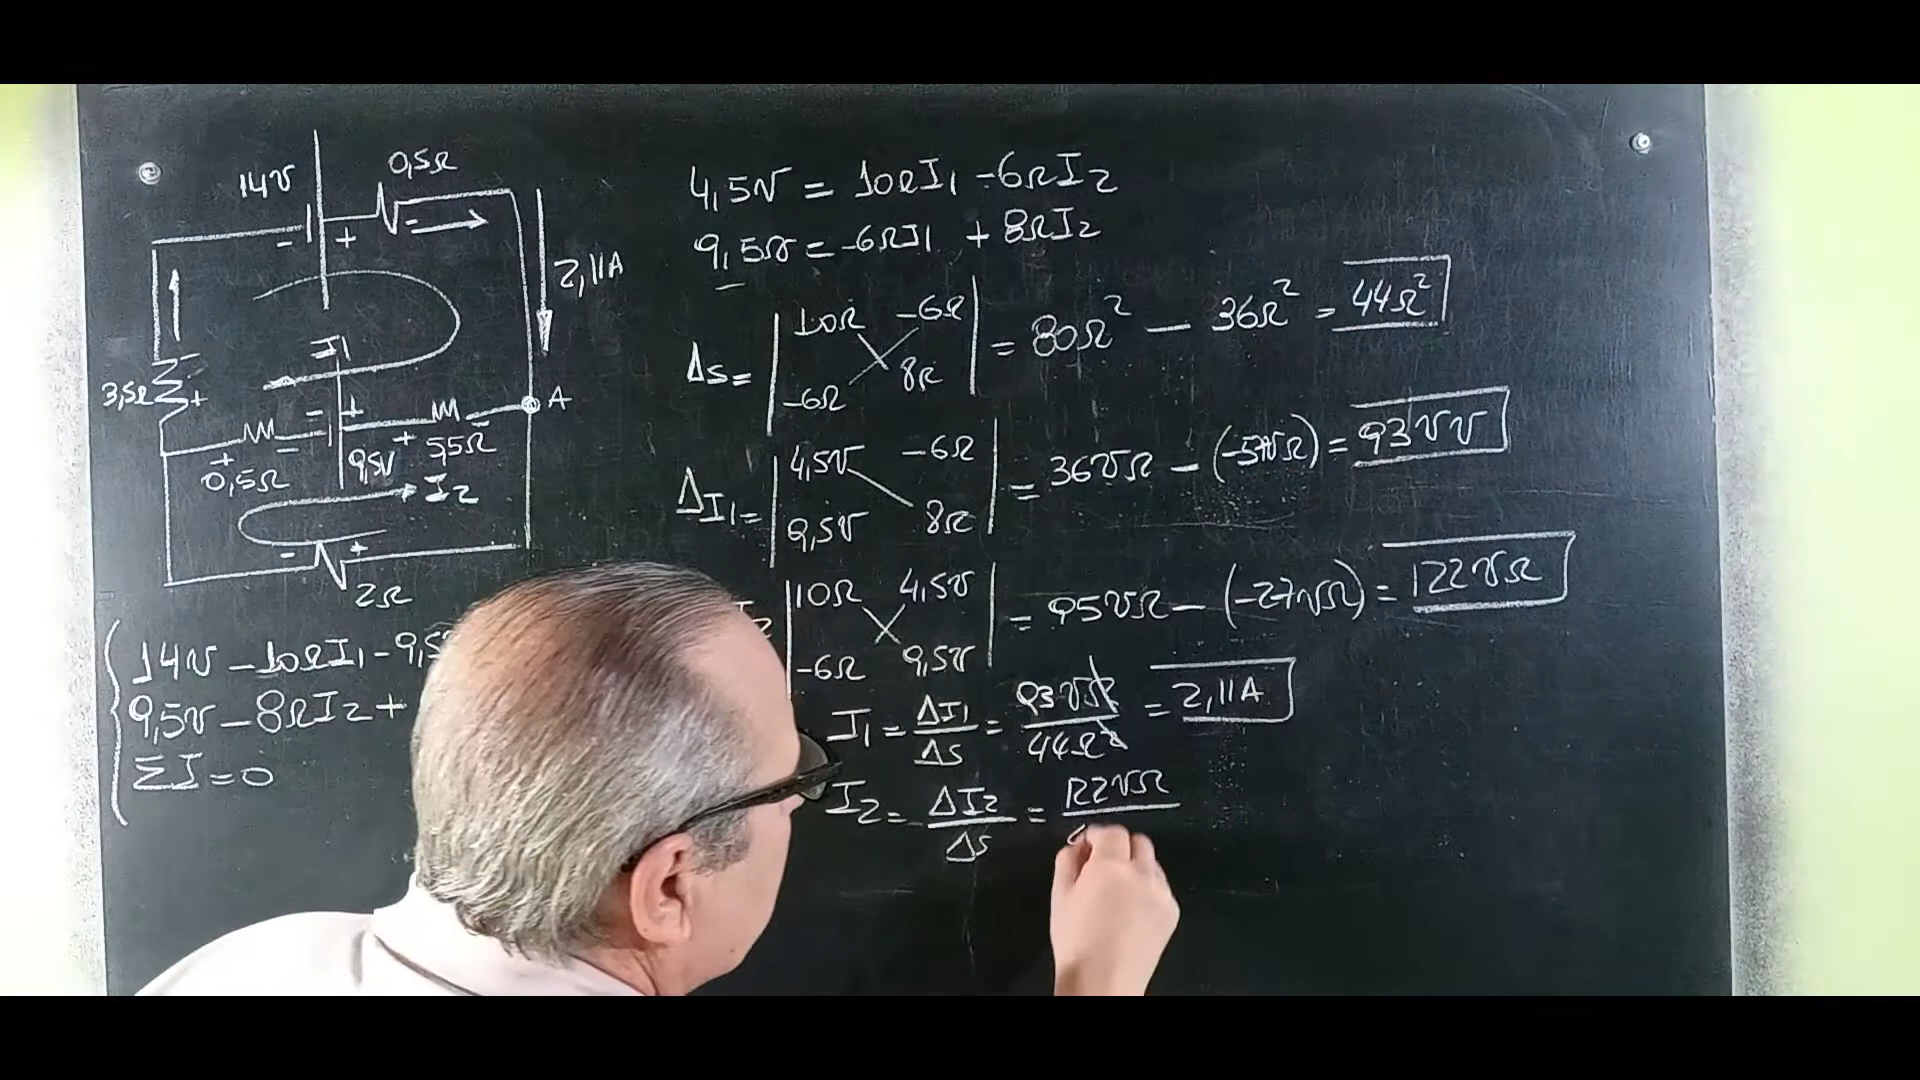 14V
0,5Ω
- +
2,11A
I1
3,5Ω
+
- +
A
+ -
0,5Ω
9,5V
+ 5,5Ω -
I2
- +
2Ω
14V - 10ΩI1 - 9,5
9,5V - 8ΩI2 +
ΣI = 0
4,5V = 10ΩI1 - 6ΩI2
9,5V = -6ΩI1 + 8ΩI2
Δs = | 10Ω -6Ω | = 80Ω² - 36Ω² = 44Ω²
-6Ω 8Ω
ΔI1 = | 4,5V -6Ω | = 36VΩ - (-57VΩ) = 93VV
9,5V 8Ω
| 10Ω 4,5V | = 95VΩ - (-27VΩ) = 122VΩ
-6Ω 9,5V
I1 = ΔI1/Δs = 93VΩ/44Ω² = 2,11A
I2 = ΔI2/Δs = 122VΩ